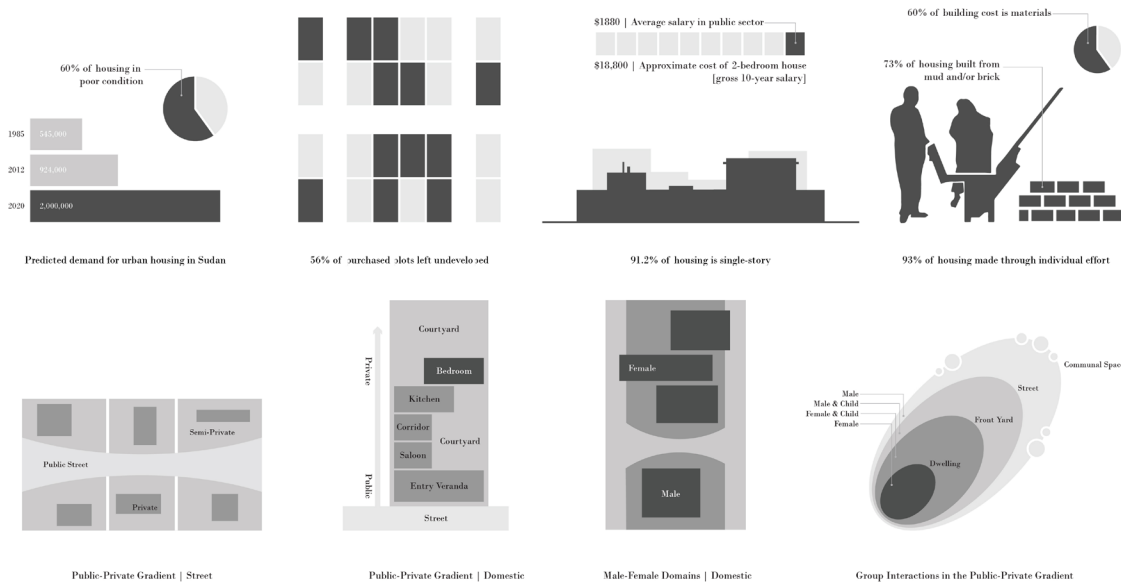 60% of housing in
poor condition
1985
545,000
2012
924,000
2020
2,000,000
Predicted demand for urban housing in Sudan
56% of purchased plots left undeveloped
$1880 | Average salary in public sector
$18,800 | Approximate cost of 2-bedroom house
[gross 10-year salary]
91.2% of housing is single-story
60% of building cost is materials
73% of housing built from
mud and/or brick
93% of housing made through individual effort
Semi-Private
Public Street
Private
Public-Private Gradient | Street
Courtyard
Private
Bedroom
Kitchen
Corridor
Courtyard
Saloon
Public
Entry Veranda
Street
Public-Private Gradient | Domestic
Female
Male
Male-Female Domains | Domestic
Communal Spac
Street
Male
Male & Child
Female & Child
Female
Front Yard
Dwelling
Group Interactions in the Public-Private Gradient